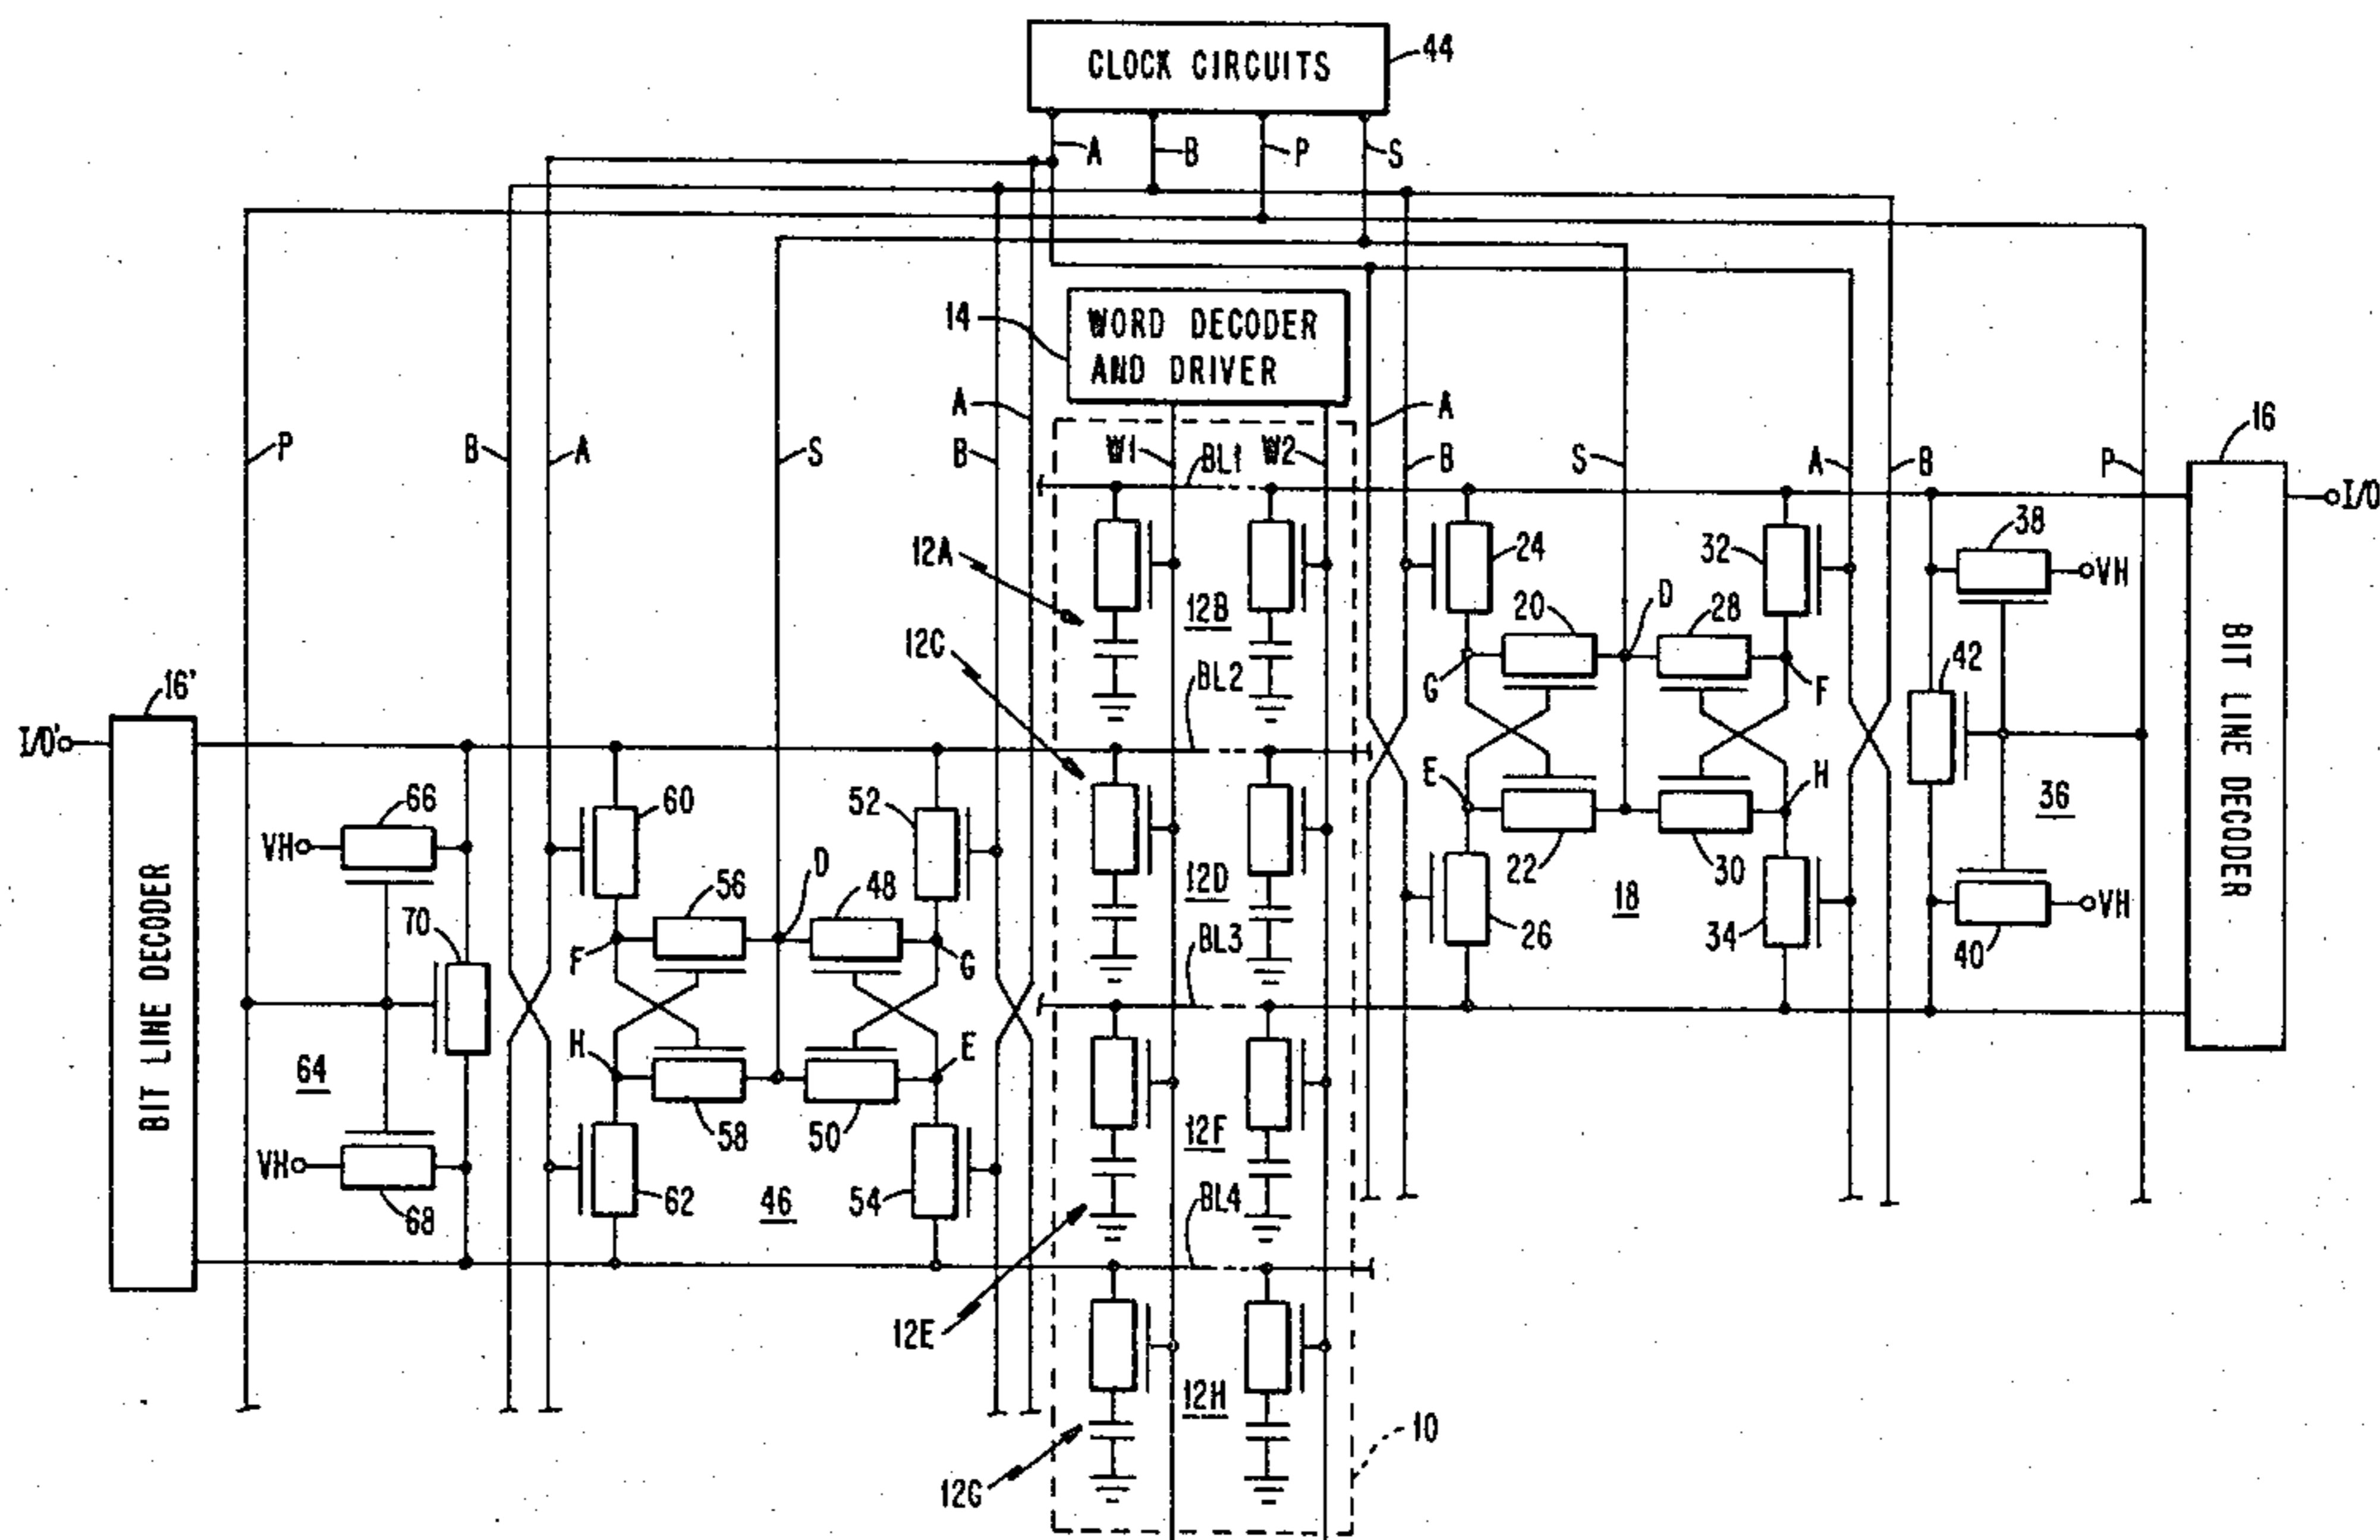 CLOCK CIRCUITS
44
A
B
P
S
14
WORD DECODER
AND DRIVER
P
B
A
S
B
A
W1
BL1
W2
A
B
S
A
B
P
16
I/O
12A
12B
24
32
38
VH
12C
20
D
28
BL2
G
F
42
16'
I/O'
E
H
36
BIT LINE DECODER
66
60
52
VH
22
30
12D
18
VH
70
56
D
48
26
34
40
BL3
F
G
BIT LINE DECODER
H
E
64
12F
VH
58
50
68
62
46
54
BL4
12E
12H
10
12G